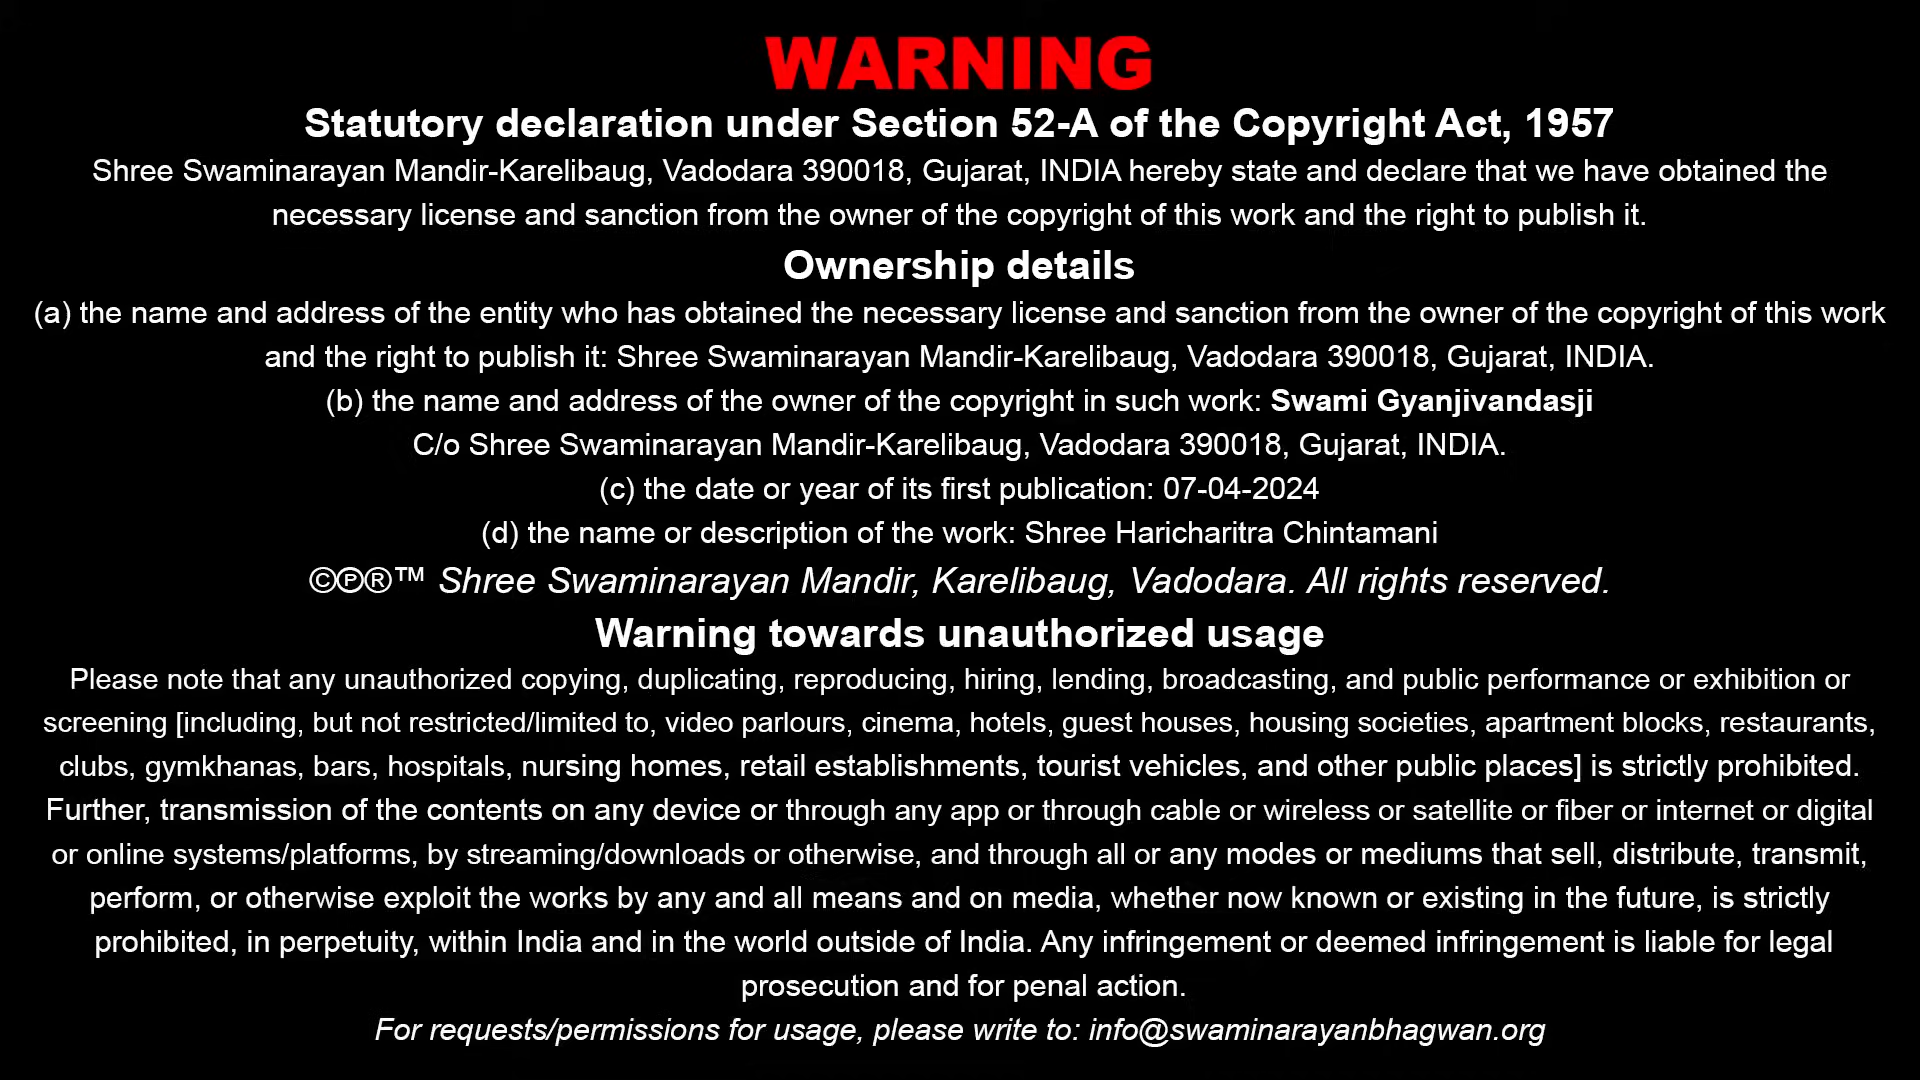 WARNING
Statutory declaration under Section 52-A of the Copyright Act, 1957
Shree Swaminarayan Mandir-Karelibaug, Vadodara 390018, Gujarat, INDIA hereby state and declare that we have obtained the
necessary license and sanction from the owner of the copyright of this work and the right to publish it.
Ownership details
(a) the name and address of the entity who has obtained the necessary license and sanction from the owner of the copyright of this work
and the right to publish it: Shree Swaminarayan Mandir-Karelibaug, Vadodara 390018, Gujarat, INDIA.
(b) the name and address of the owner of the copyright in such work: Swami Gyanjivandasji
C/o Shree Swaminarayan Mandir-Karelibaug, Vadodara 390018, Gujarat, INDIA.
(c) the date or year of its first publication: 07-04-2024
(d) the name or description of the work: Shree Haricharitra Chintamani
©℗®™ Shree Swaminarayan Mandir, Karelibaug, Vadodara. All rights reserved.
Warning towards unauthorized usage
Please note that any unauthorized copying, duplicating, reproducing, hiring, lending, broadcasting, and public performance or exhibition or
screening [including, but not restricted/limited to, video parlours, cinema, hotels, guest houses, housing societies, apartment blocks, restaurants,
clubs, gymkhanas, bars, hospitals, nursing homes, retail establishments, tourist vehicles, and other public places] is strictly prohibited.
Further, transmission of the contents on any device or through any app or through cable or wireless or satellite or fiber or internet or digital
or online systems/platforms, by streaming/downloads or otherwise, and through all or any modes or mediums that sell, distribute, transmit,
perform, or otherwise exploit the works by any and all means and on media, whether now known or existing in the future, is strictly
prohibited, in perpetuity, within India and in the world outside of India. Any infringement or deemed infringement is liable for legal
prosecution and for penal action.
For requests/permissions for usage, please write to: info@swaminarayanbhagwan.org